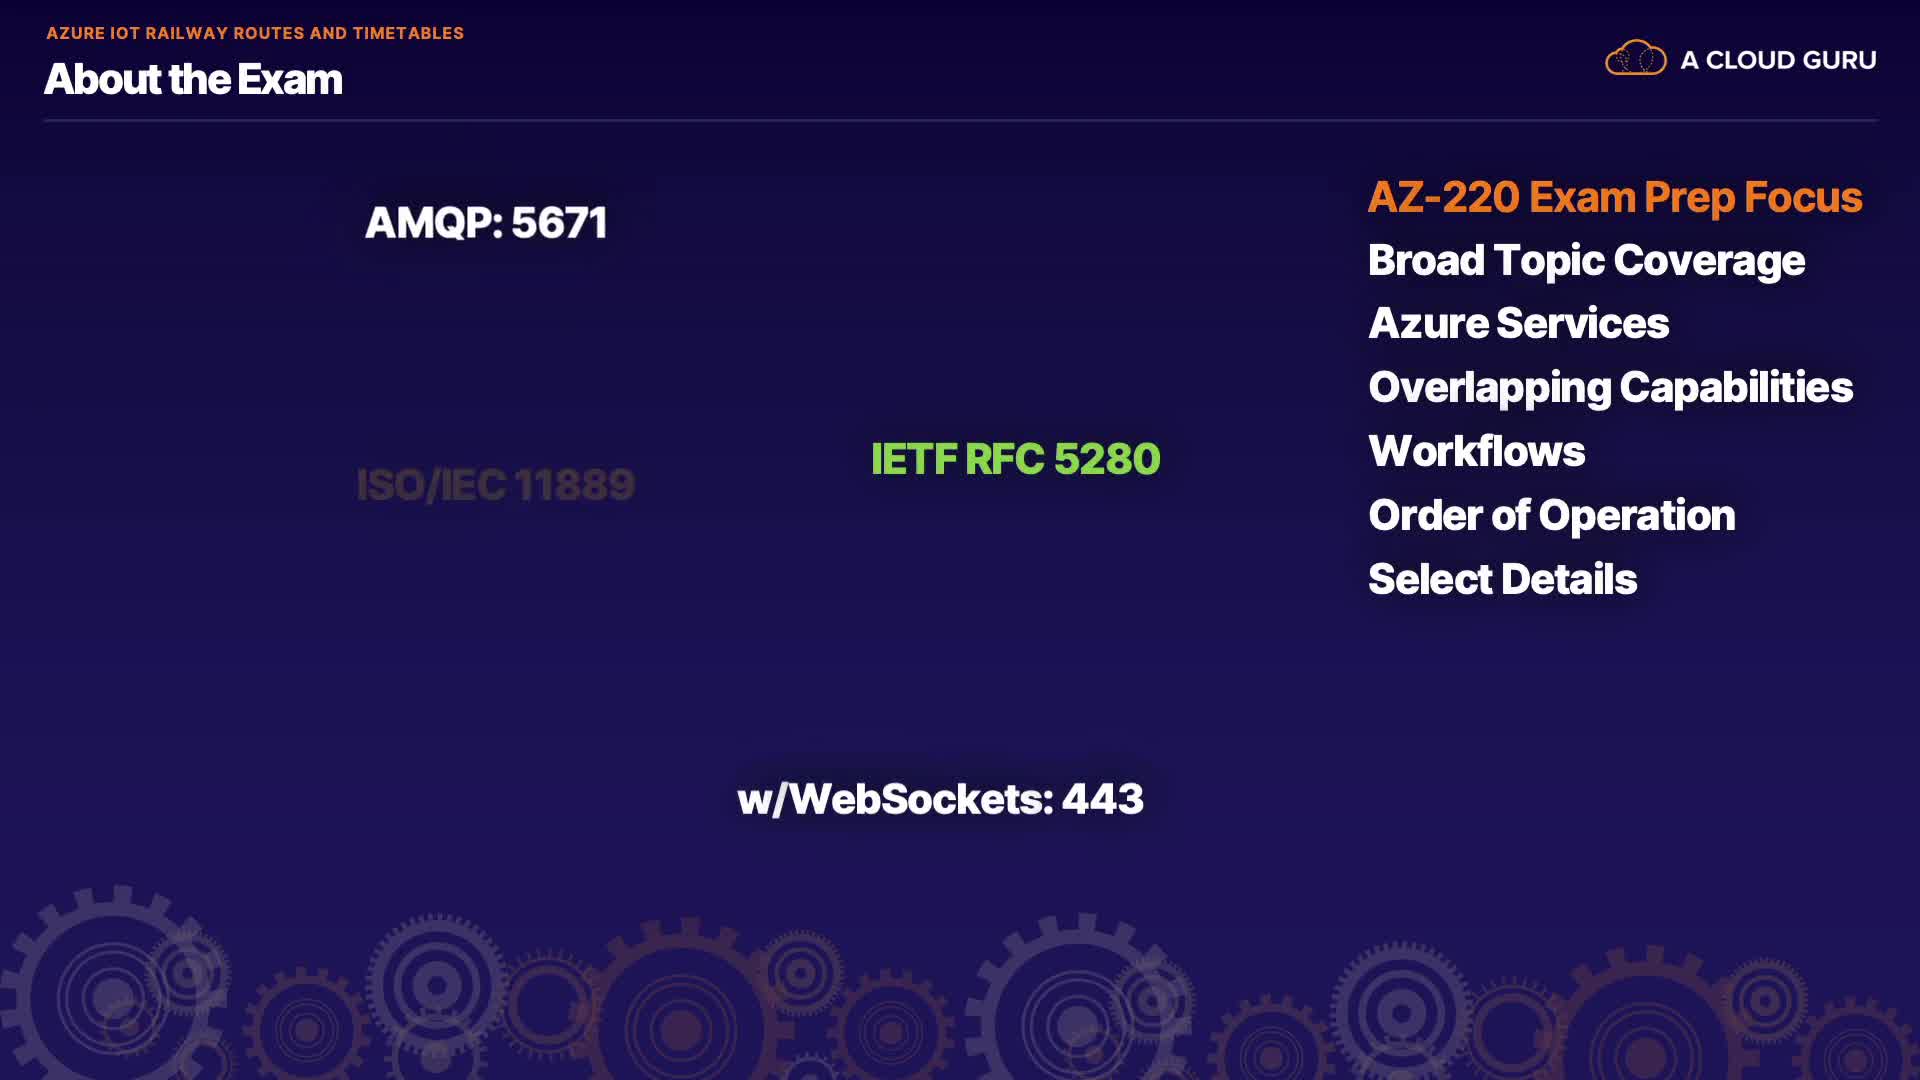 AZURE IOT RAILWAY ROUTES AND TIMETABLES
About the Exam
A CLOUD GURU
AMQP: 5671
ISO/IEC 11889
IETF RFC 5280
w/WebSockets: 443
AZ-220 Exam Prep Focus
Broad Topic Coverage
Azure Services
Overlapping Capabilities
Workflows
Order of Operation
Select Details